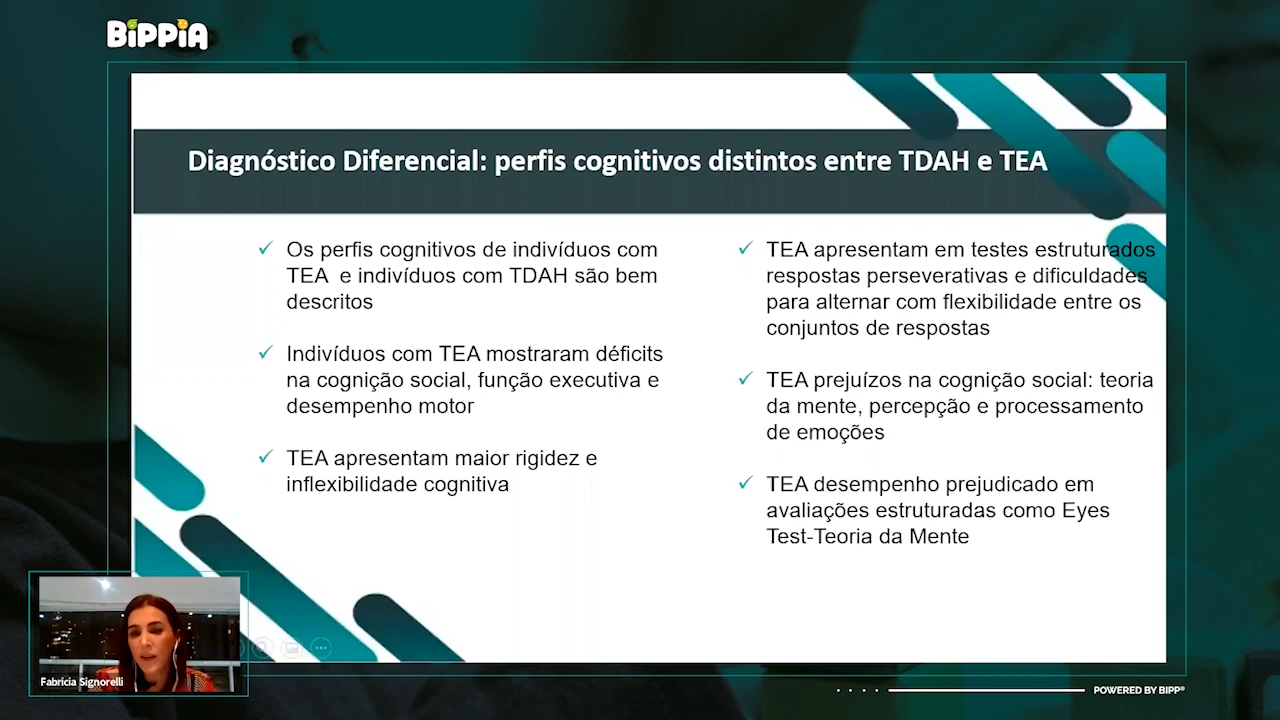 BiPPiA
Diagnóstico Diferencial: perfis cognitivos distintos entre TDAH e TEA
✓ Os perfis cognitivos de indivíduos com
TEA e indivíduos com TDAH são bem
descritos
✓ Indivíduos com TEA mostraram déficits
na cognição social, função executiva e
desempenho motor
✓ TEA apresentam maior rigidez e
inflexibilidade cognitiva
✓ TEA apresentam em testes estruturados
respostas perseverativas e dificuldades
para alternar com flexibilidade entre os
conjuntos de respostas
✓ TEA prejuízos na cognição social: teoria
da mente, percepção e processamento
de emoções
✓ TEA desempenho prejudicado em
avaliações estruturadas como Eyes
Test-Teoria da Mente
Fabricia Signorelli
POWERED BY BIPP®